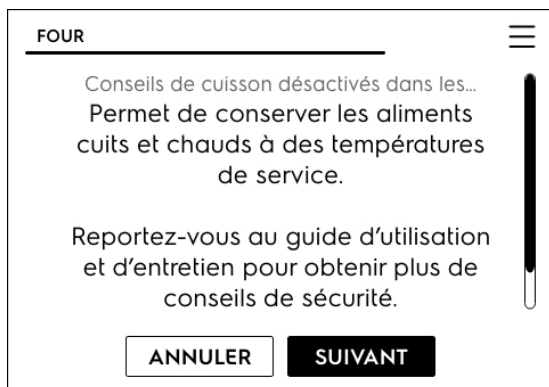 FOUR
Conseils de cuisson désactivés dans les...
Permet de conserver les aliments
cuits et chauds à des températures
de service.
Reportez-vous au guide d'utilisation
et d'entretien pour obtenir plus de
conseils de sécurité.
ANNULER SUIVANT